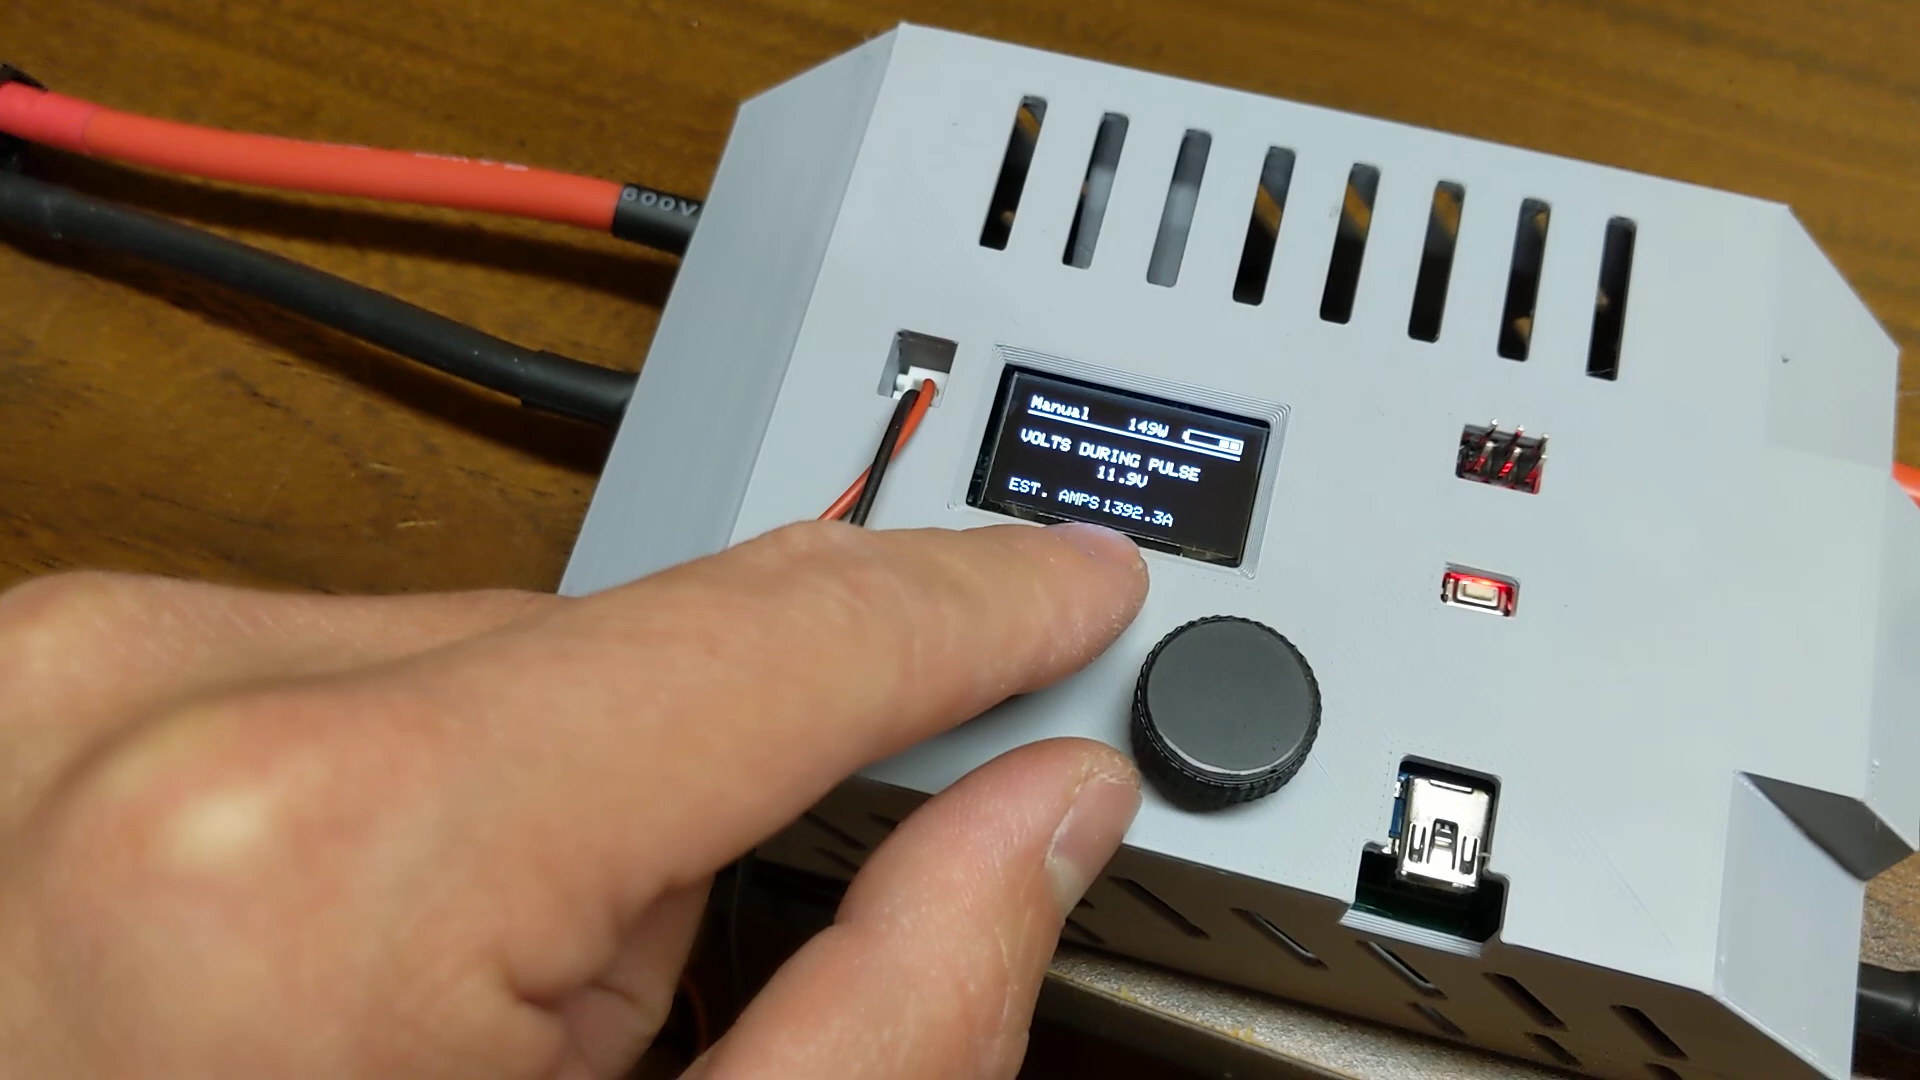 600V
Manual
149W
VOLTS DURING PULSE
11.9V
EST. AMPS 1392.3A